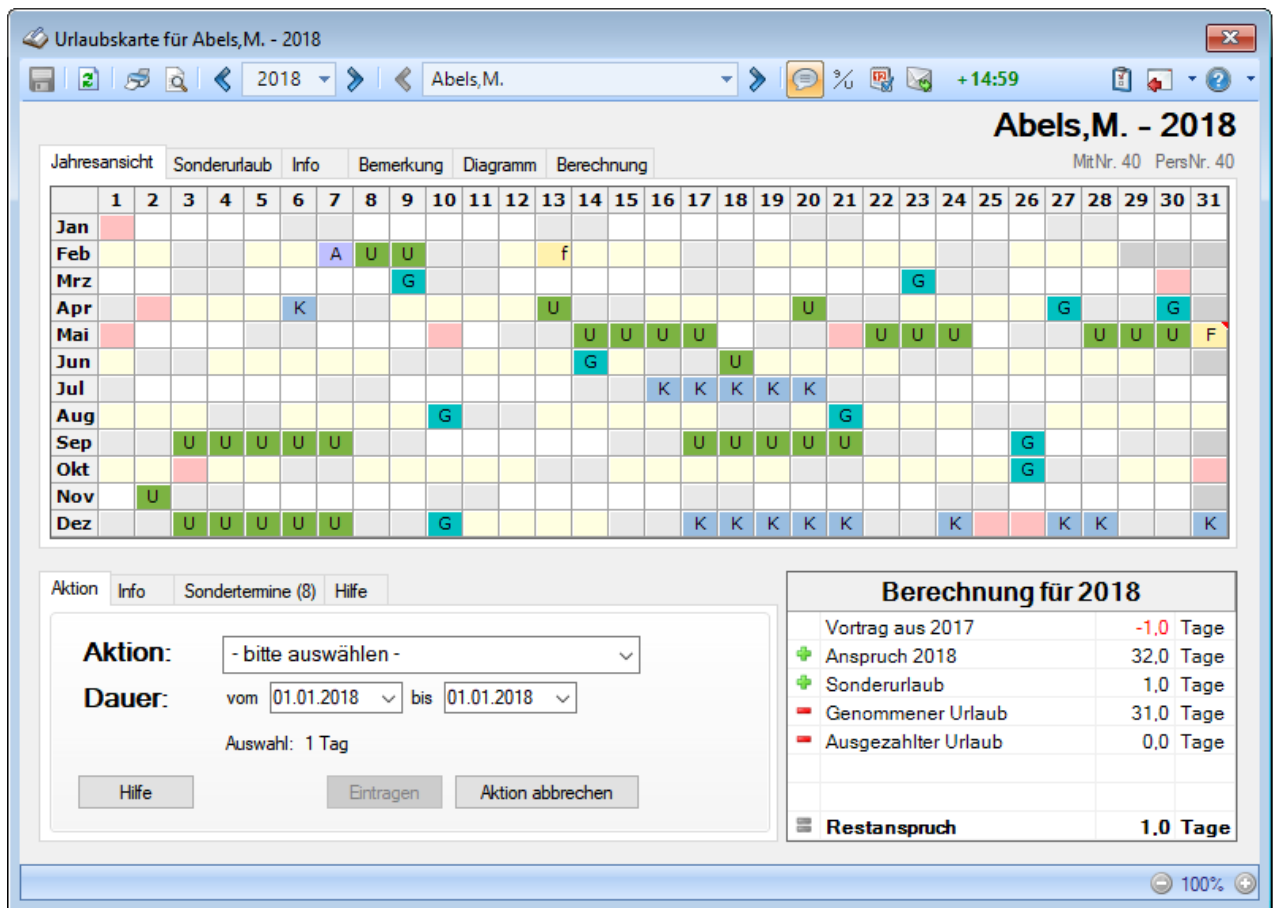 Urlaubskarte für Abels,M. - 2018
2018 Abels,M. % +14:59
Abels,M. - 2018
Jahresansicht Sonderurlaub Info Bemerkung Diagramm Berechnung MitNr. 40 PersNr. 40
1 2 3 4 5 6 7 8 9 10 11 12 13 14 15 16 17 18 19 20 21 22 23 24 25 26 27 28 29 30 31
Jan
Feb A U U f
Mrz G G
Apr K U U G G
Mai U U U U U U U U U U F
Jun G U
Jul K K K K K
Aug G G
Sep U U U U U U U U U U G
Okt G
Nov U
Dez U U U U U G K K K K K K K K K
Aktion Info Sondertermine (8) Hilfe
Aktion: - bitte auswählen -
Dauer: vom 01.01.2018 bis 01.01.2018
Auswahl: 1 Tag
Hilfe Eintragen Aktion abbrechen
Berechnung für 2018
Vortrag aus 2017 -1,0 Tage
Anspruch 2018 32,0 Tage
Sonderurlaub 1,0 Tage
Genommener Urlaub 31,0 Tage
Ausgezahlter Urlaub 0,0 Tage
Restanspruch 1,0 Tage
100%